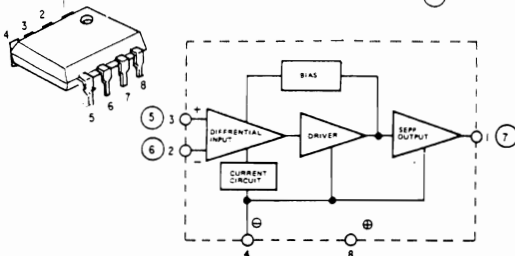 4 3 2
5 6 7 8
BIAS
5 3 +
DIFFERENTIAL
INPUT
DRIVER
SEPP
OUTPUT
1 7
6 2 −
CURRENT
CIRCUIT
⊖ ⊕
4 8